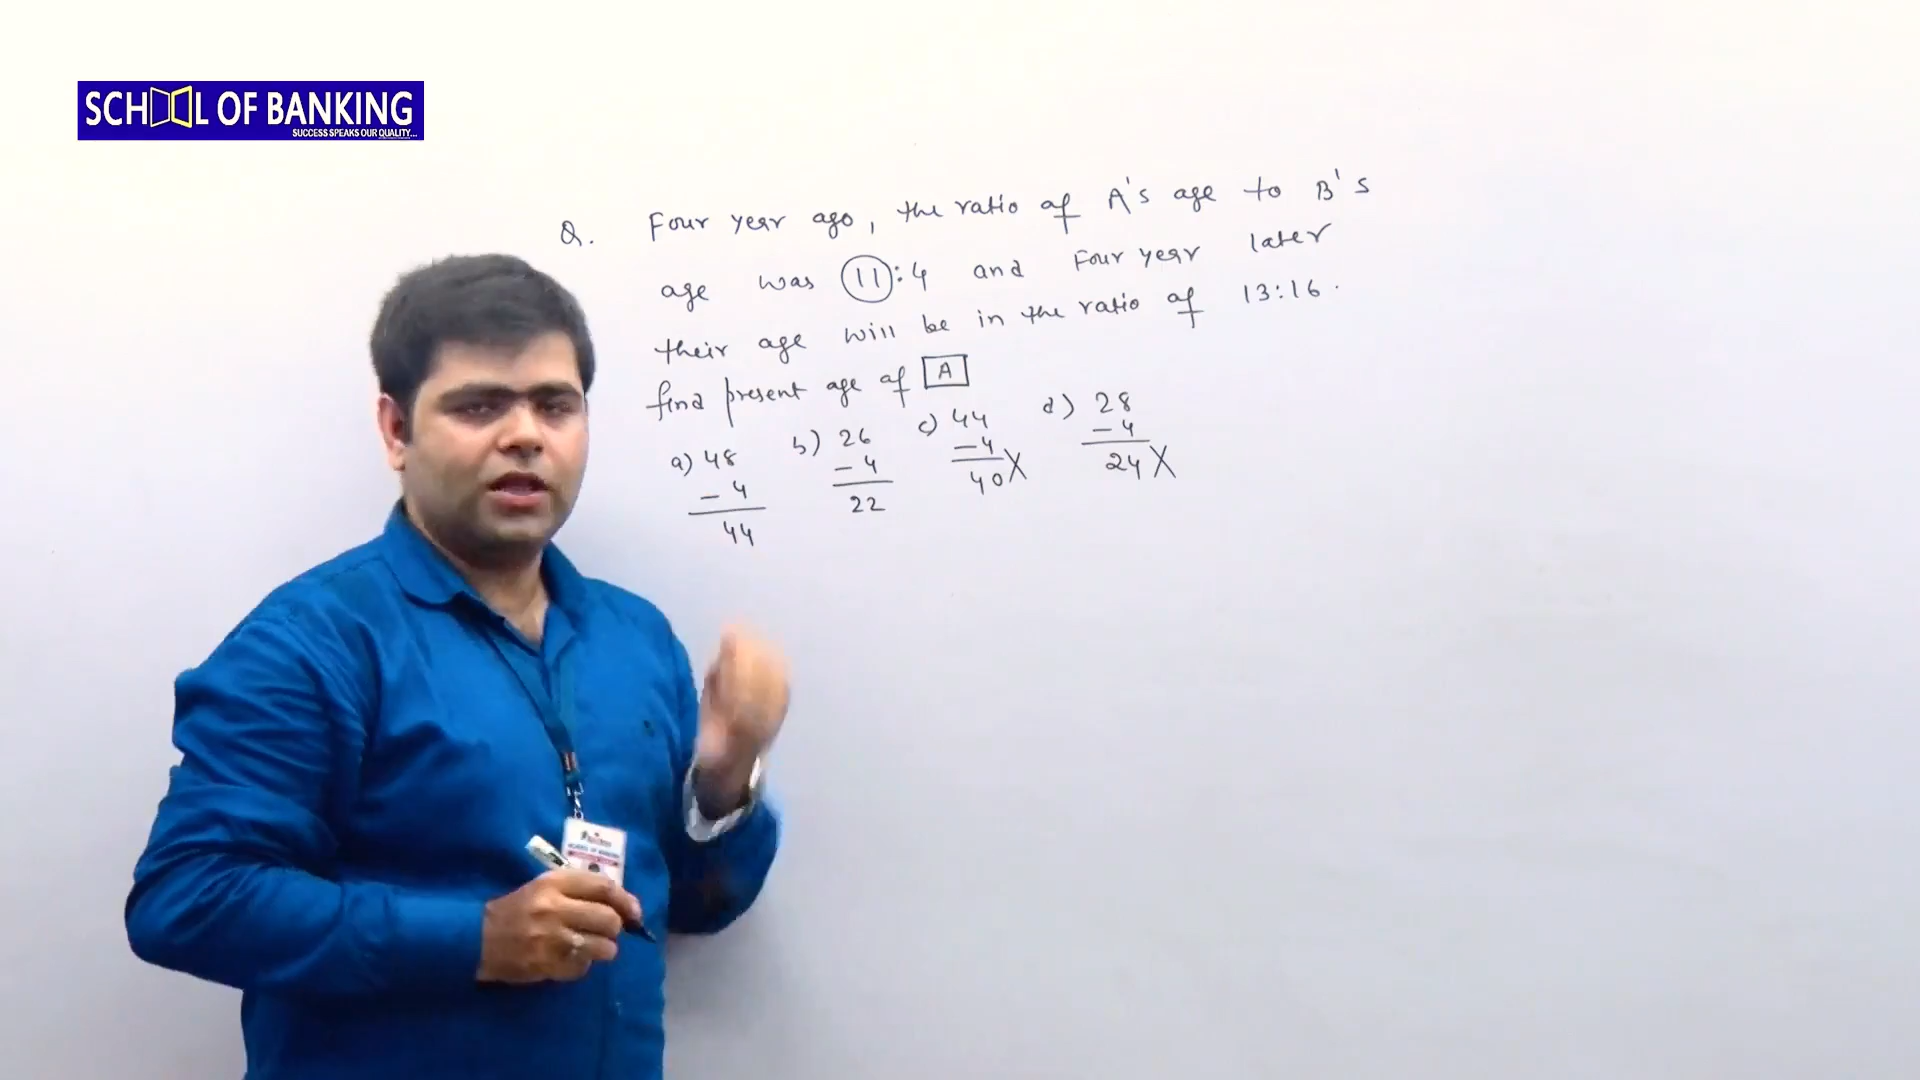 SCHOOL OF BANKING
SUCCESS SPEAKS OUR QUALITY...
Q. Four year ago, the ratio of A's age to B's
age was 11:4 and Four year later
their age will be in the ratio of 13:16.
find present age of A
a) 48 b) 26 c) 44 d) 28
- 4 - 4 - 4 - 4
44 22 40 X 24 X